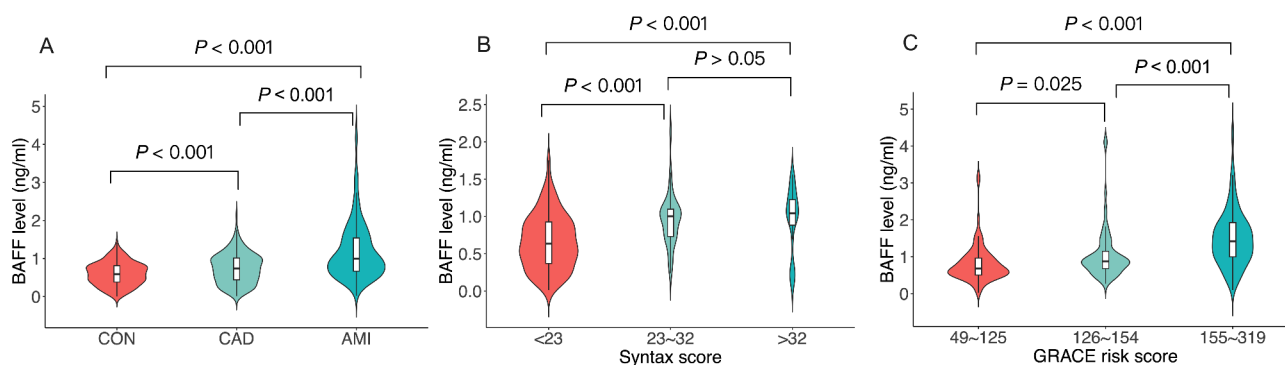 A
P < 0.001
P < 0.001
P < 0.001
BAFF level (ng/ml)
5
4
3
2
1
0
CON CAD AMI
B
P < 0.001
P > 0.05
P < 0.001
BAFF level (ng/ml)
2.5
2.0
1.5
1.0
0.5
0.0
<23 23~32 >32
Syntax score
C
P < 0.001
P < 0.001
P = 0.025
BAFF level (ng/ml)
5
4
3
2
1
0
49~125 126~154 155~319
GRACE risk score